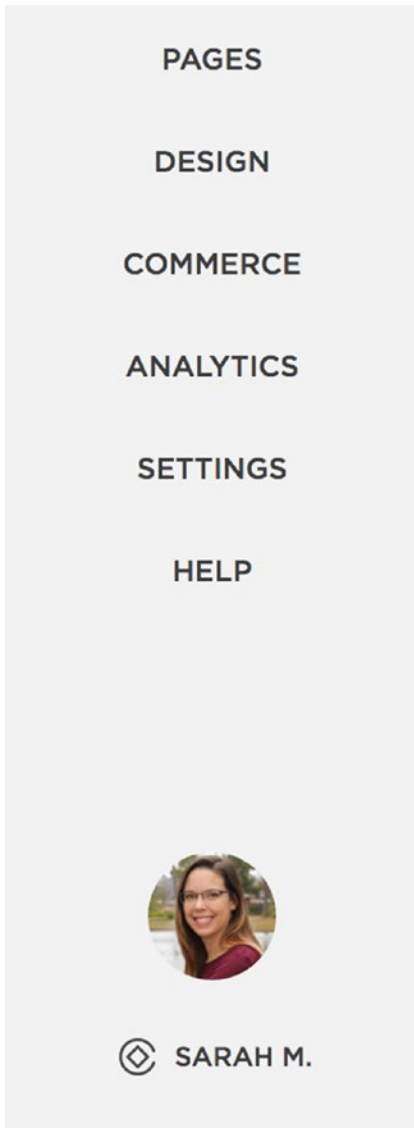 PAGES
DESIGN
COMMERCE
ANALYTICS
SETTINGS
HELP
SARAH M.